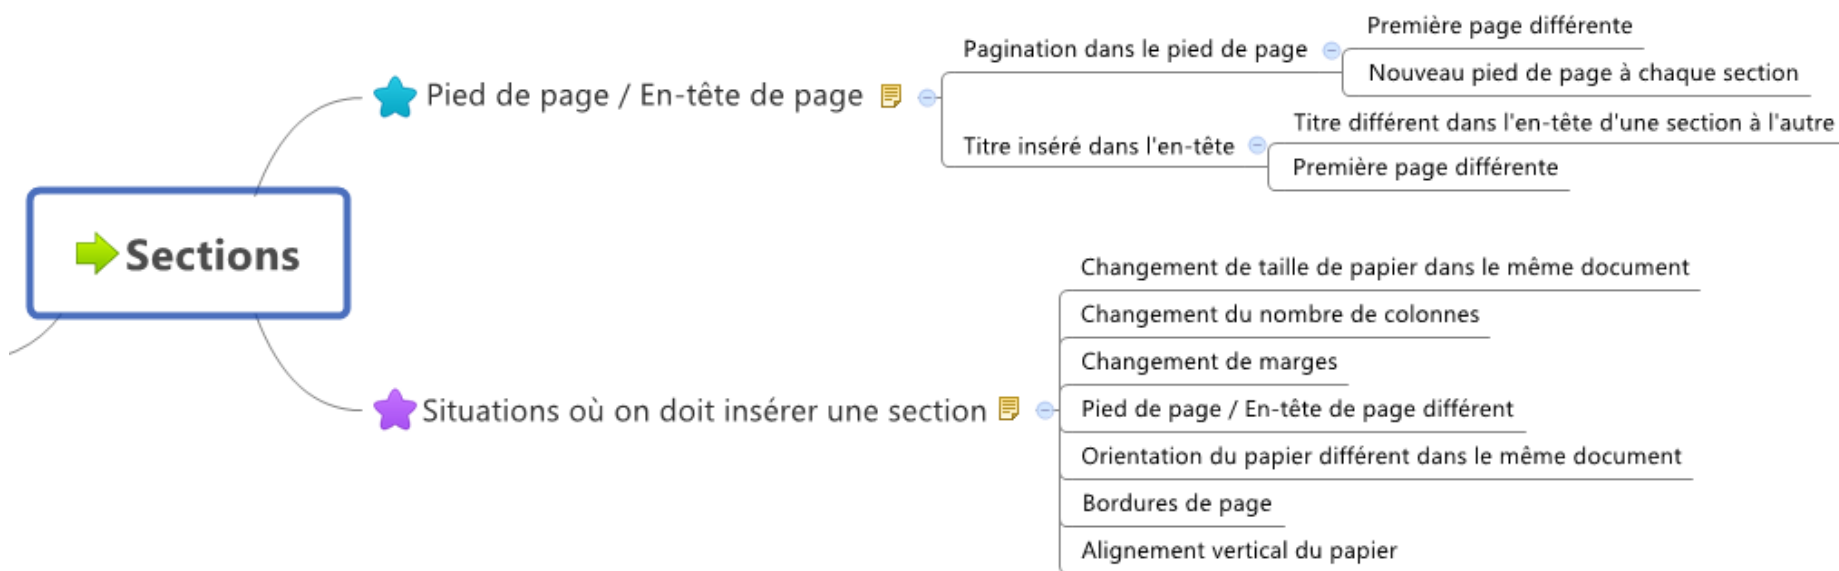 Sections
Pied de page / En-tête de page
Pagination dans le pied de page
Première page différente
Nouveau pied de page à chaque section
Titre inséré dans l'en-tête
Titre différent dans l'en-tête d'une section à l'autre
Première page différente
Situations où on doit insérer une section
Changement de taille de papier dans le même document
Changement du nombre de colonnes
Changement de marges
Pied de page / En-tête de page différent
Orientation du papier différent dans le même document
Bordures de page
Alignement vertical du papier